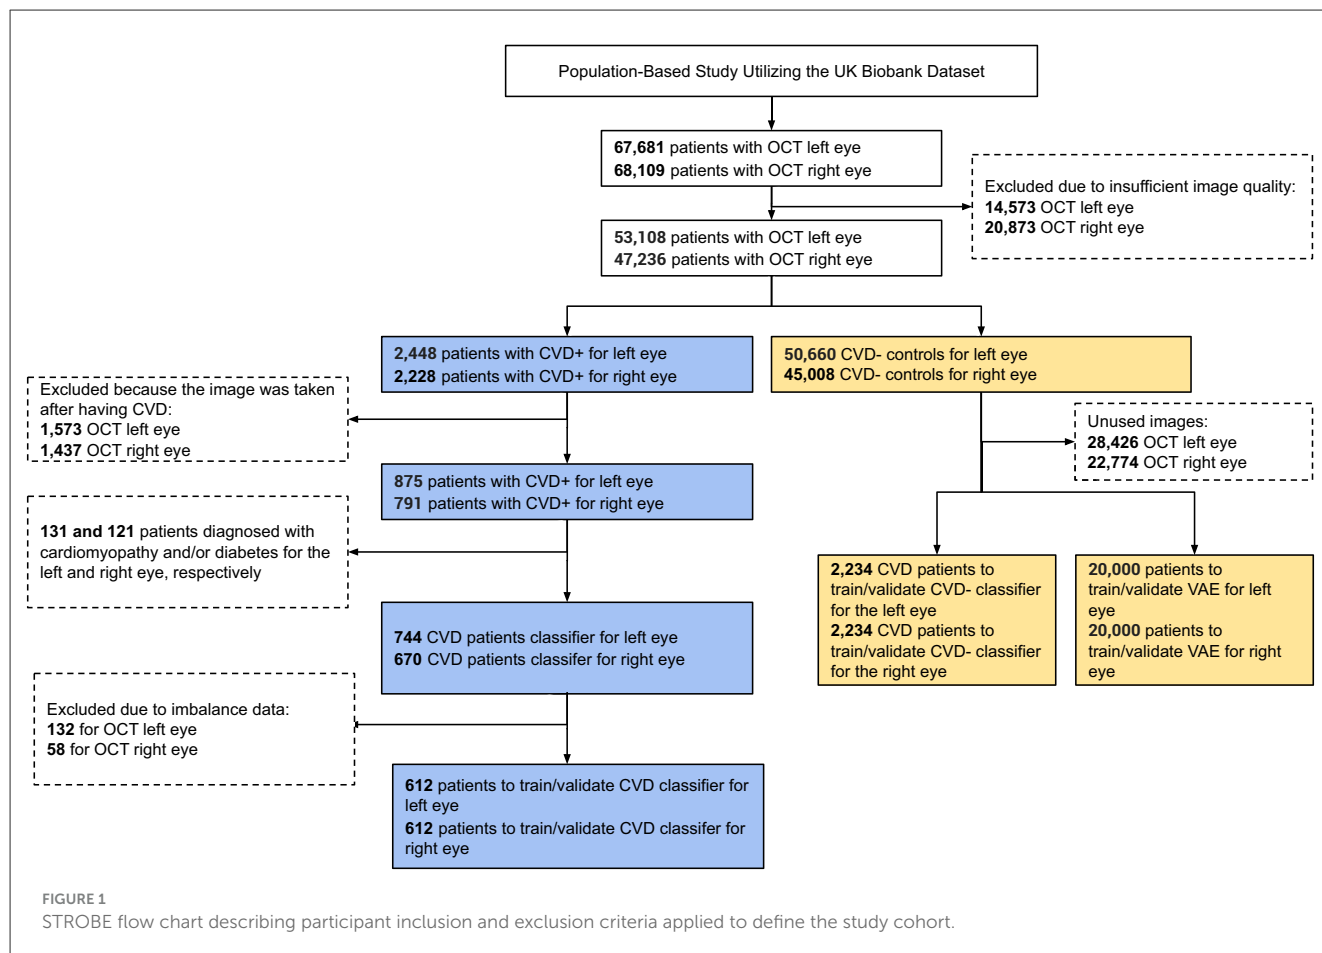 Population-Based Study Utilizing the UK Biobank Dataset
67,681 patients with OCT left eye
68,109 patients with OCT right eye
Excluded due to insufficient image quality:
14,573 OCT left eye
20,873 OCT right eye
53,108 patients with OCT left eye
47,236 patients with OCT right eye
2,448 patients with CVD+ for left eye
2,228 patients with CVD+ for right eye
50,660 CVD- controls for left eye
45,008 CVD- controls for right eye
Excluded because the image was taken
after having CVD:
1,573 OCT left eye
1,437 OCT right eye
Unused images:
28,426 OCT left eye
22,774 OCT right eye
875 patients with CVD+ for left eye
791 patients with CVD+ for right eye
131 and 121 patients diagnosed with
cardiomyopathy and/or diabetes for the
left and right eye, respectively
2,234 CVD patients to
train/validate CVD- classifier
for the left eye
2,234 CVD patients to
train/validate CVD- classifier
for the right eye
20,000 patients to
train/validate VAE for left
eye
20,000 patients to
train/validate VAE for right
eye
744 CVD patients classifier for left eye
670 CVD patients classifer for right eye
Excluded due to imbalance data:
132 for OCT left eye
58 for OCT right eye
612 patients to train/validate CVD classifier for
left eye
612 patients to train/validate CVD classifer for
right eye
FIGURE 1
STROBE flow chart describing participant inclusion and exclusion criteria applied to define the study cohort.